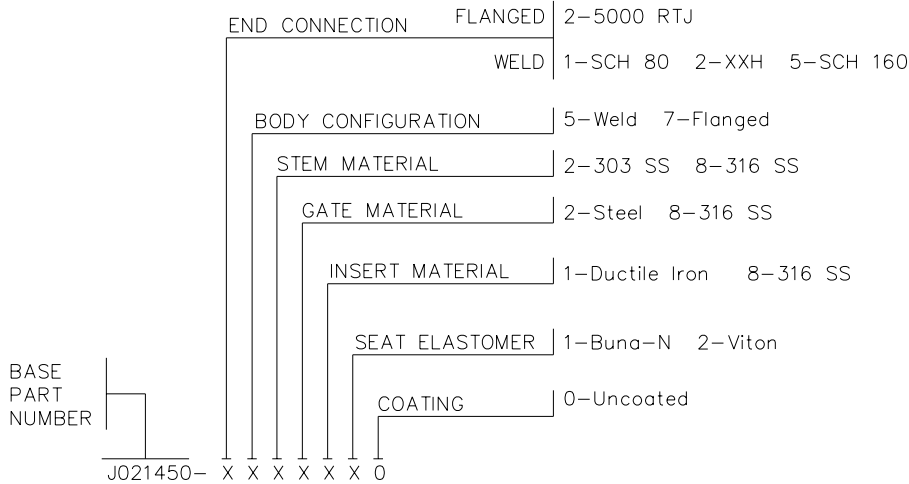 END CONNECTION FLANGED 2-5000 RTJ
WELD 1-SCH 80 2-XXH 5-SCH 160
BODY CONFIGURATION 5-Weld 7-Flanged
STEM MATERIAL 2-303 SS 8-316 SS
GATE MATERIAL 2-Steel 8-316 SS
INSERT MATERIAL 1-Ductile Iron 8-316 SS
SEAT ELASTOMER 1-Buna-N 2-Viton
COATING 0-Uncoated
BASE
PART
NUMBER
J021450- X X X X X X 0